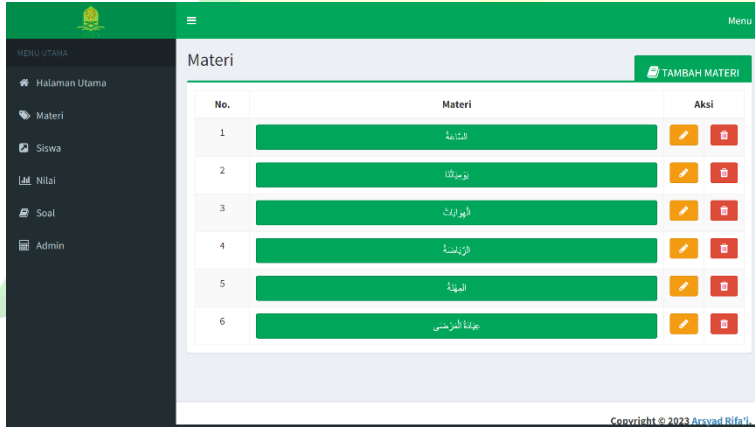 Menu
MENU UTAMA
Halaman Utama
Materi
Siswa
Nilai
Soal
Admin
Materi
TAMBAH MATERI
No. Materi Aksi
1 السَّاعَةُ
2 يَوْمِيَاتُنَا
3 الْهِوَايَاتُ
4 الرِّيَاضَةُ
5 المِهْنَةُ
6 عِيَادَةُ الْمَرْضَى
Copyright © 2023 Arsyad Rifa'i.